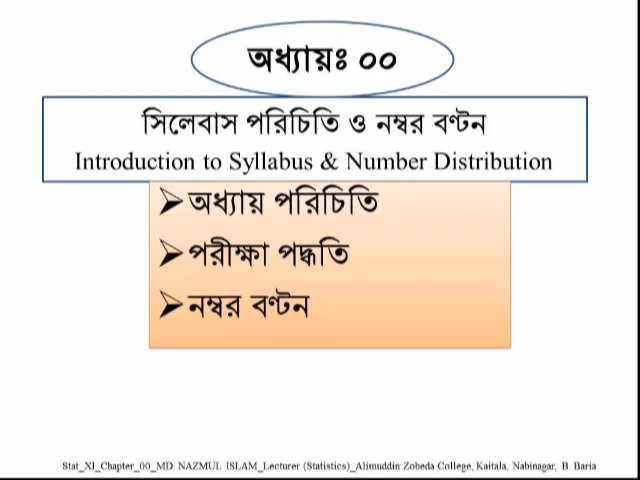 অধ্যায়ঃ ০০
সিলেবাস পরিচিতি ও নম্বর বণ্টন
Introduction to Syllabus & Number Distribution
➢অধ্যায় পরিচিতি
➢পরীক্ষা পদ্ধতি
➢নম্বর বণ্টন
Stat_XI_Chapter_00_MD. NAZMUL ISLAM_Lecturer (Statistics)_Alimuddin Zobeda College, Kaitala, Nabinagar, B. Baria